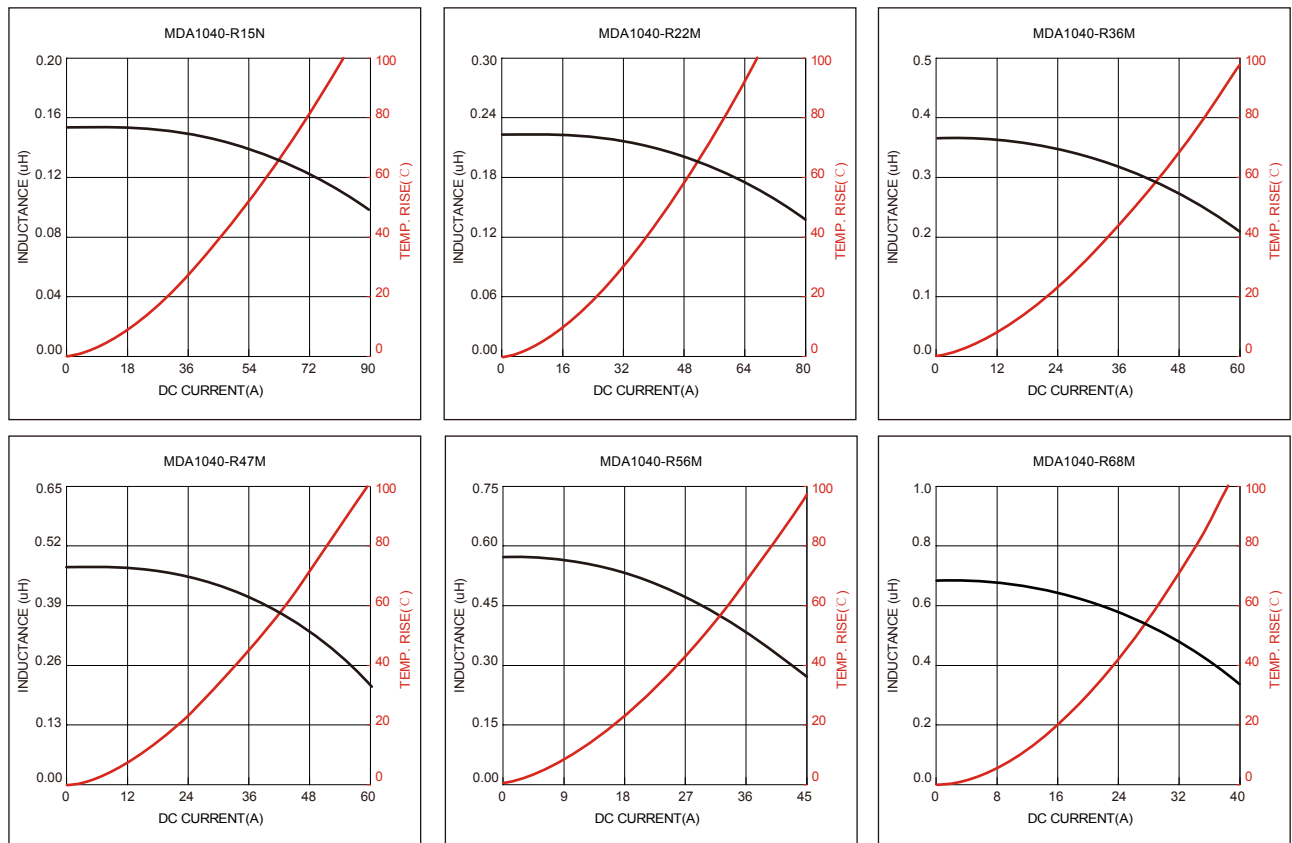 MDA1040-R15N
INDUCTANCE (uH)
0.20
0.16
0.12
0.08
0.04
0.00
100
80
60
40
20
0
TEMP. RISE(℃)
0 18 36 54 72 90
DC CURRENT(A)
MDA1040-R22M
INDUCTANCE (uH)
0.30
0.24
0.18
0.12
0.06
0.00
100
80
60
40
20
0
TEMP. RISE(℃)
0 16 32 48 64 80
DC CURRENT(A)
MDA1040-R36M
INDUCTANCE (uH)
0.5
0.4
0.3
0.2
0.1
0.00
100
80
60
40
20
0
TEMP. RISE(℃)
0 12 24 36 48 60
DC CURRENT(A)
MDA1040-R47M
INDUCTANCE (uH)
0.65
0.52
0.39
0.26
0.13
0.00
100
80
60
40
20
0
TEMP. RISE(℃)
0 12 24 36 48 60
DC CURRENT(A)
MDA1040-R56M
INDUCTANCE (uH)
0.75
0.60
0.45
0.30
0.15
0.00
100
80
60
40
20
0
TEMP. RISE(℃)
0 9 18 27 36 45
DC CURRENT(A)
MDA1040-R68M
INDUCTANCE (uH)
1.0
0.8
0.6
0.4
0.2
0.00
100
80
60
40
20
0
TEMP. RISE(℃)
0 8 16 24 32 40
DC CURRENT(A)